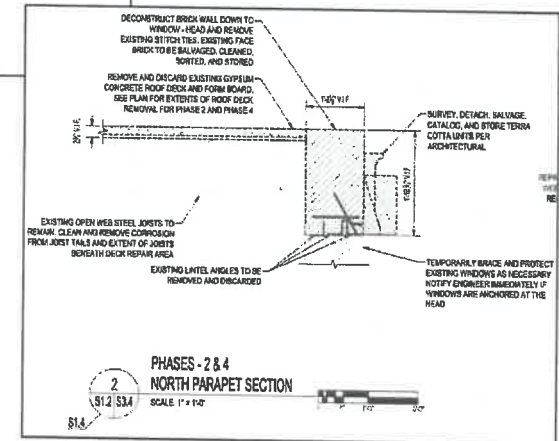 DECONSTRUCT BRICK WALL DOWN TO
WINDOW-HEAD AND REMOVE
EXISTING STITCH TIES. EXISTING FACE
BRICK TO BE SALVAGED, CLEANED,
SORTED, AND STORED
REMOVE AND DISCARD EXISTING GYPSUM
CONCRETE ROOF DECK AND FORM BOARD.
SEE PLAN FOR EXTENTS OF ROOF DECK
REMOVAL FOR PHASE 2 AND PHASE 4
V.I.F.
V.I.F.
V.I.F.
SURVEY, DETACH, SALVAGE,
CATALOG, AND STORE TERRA
COTTA UNITS PER
ARCHITECTURAL
EXISTING OPEN WEB STEEL JOISTS TO
REMAIN. CLEAN AND REMOVE CORROSION
FROM JOIST TAILS AND EXTENT OF JOISTS
BENEATH DECK REPAIR AREA
EXISTING LINTEL ANGLES TO BE
REMOVED AND DISCARDED
TEMPORARILY BRACE AND PROTECT
EXISTING WINDOWS AS NECESSARY
NOTIFY ENGINEER IMMEDIATELY IF
WINDOWS ARE ANCHORED AT THE
HEAD
PHASES - 2 & 4
2 NORTH PARAPET SECTION
S1.2 S3.4 SCALE: 1" = 1'-0"
S1.4